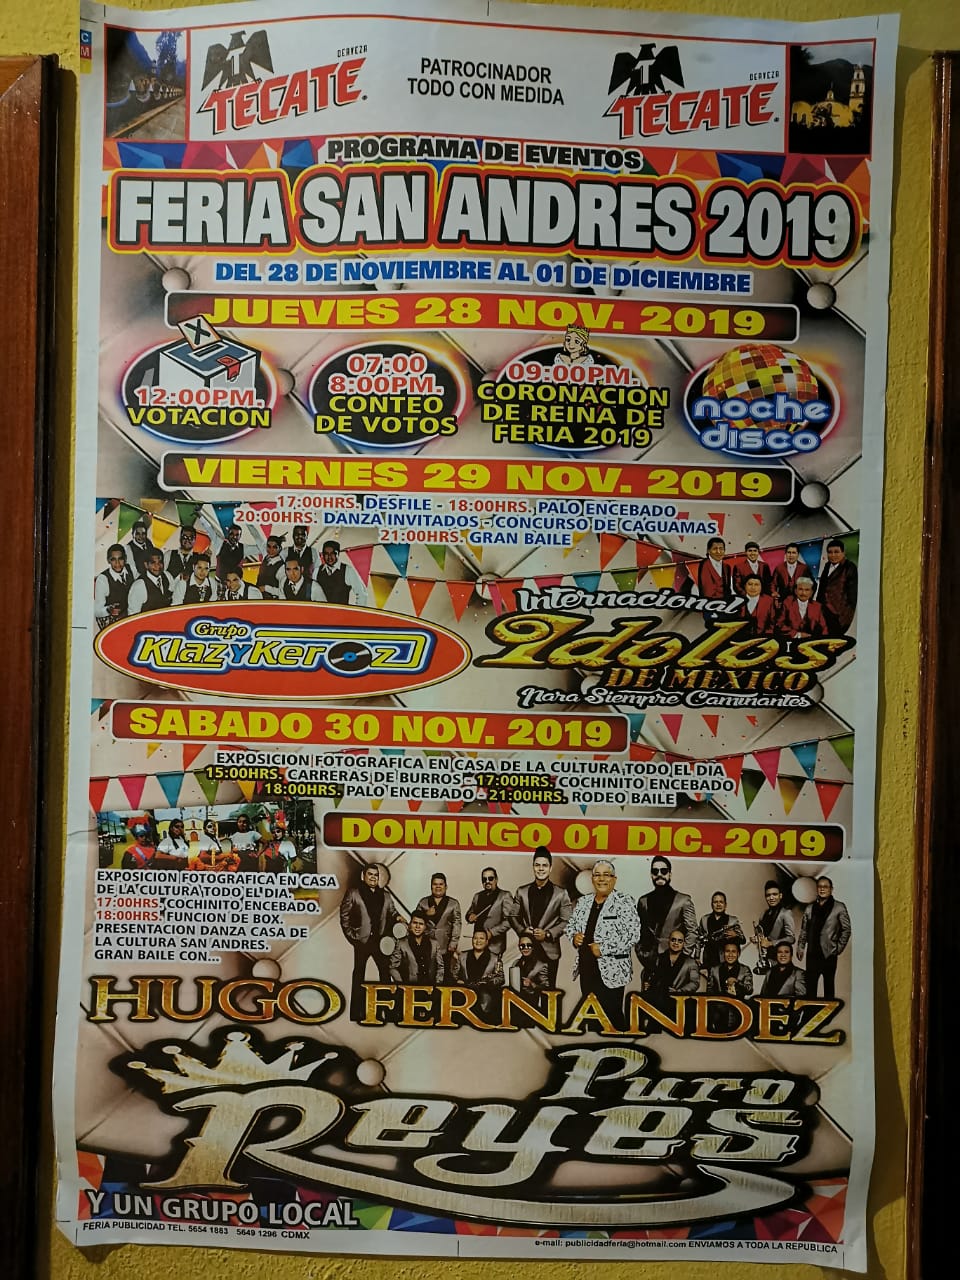 CERVEZA
TECATE
PATROCINADOR
TODO CON MEDIDA
CERVEZA
TECATE
PROGRAMA DE EVENTOS
FERIA SAN ANDRES 2019
DEL 28 DE NOVIEMBRE AL 01 DE DICIEMBRE
JUEVES 28 NOV. 2019
12:00PM.
VOTACION
07:00
8:00PM.
CONTEO
DE VOTOS
09:00PM.
CORONACION
DE REINA DE
FERIA 2019
noche
disco
VIERNES 29 NOV. 2019
17:00HRS. DESFILE - 18:00HRS. PALO ENCEBADO
20:00HRS. DANZA INVITADOS - CONCURSO DE CAGUAMAS
21:00HRS. GRAN BAILE
Grupo
Klaz y Keroz
Internacional
Idolos
DE MEXICO
Para Siempre Caminantes
SABADO 30 NOV. 2019
EXPOSICION FOTOGRAFICA EN CASA DE LA CULTURA TODO EL DIA
15:00HRS. CARRERAS DE BURROS - 17:00HRS. COCHINITO ENCEBADO
18:00HRS. PALO ENCEBADO - 21:00HRS. RODEO BAILE
DOMINGO 01 DIC. 2019
EXPOSICION FOTOGRAFICA EN CASA
DE LA CULTURA TODO EL DIA.
17:00HRS. COCHINITO ENCEBADO.
18:00HRS. FUNCION DE BOX.
PRESENTACION DANZA CASA DE
LA CULTURA SAN ANDRES.
GRAN BAILE CON...
HUGO FERNANDEZ
Puro
Reyes
Y UN GRUPO LOCAL
FERIA PUBLICIDAD TEL. 5654 1883 5649 1296 CDMX
e-mail: publicidadferia@hotmail.com ENVIAMOS A TODA LA REPUBLICA